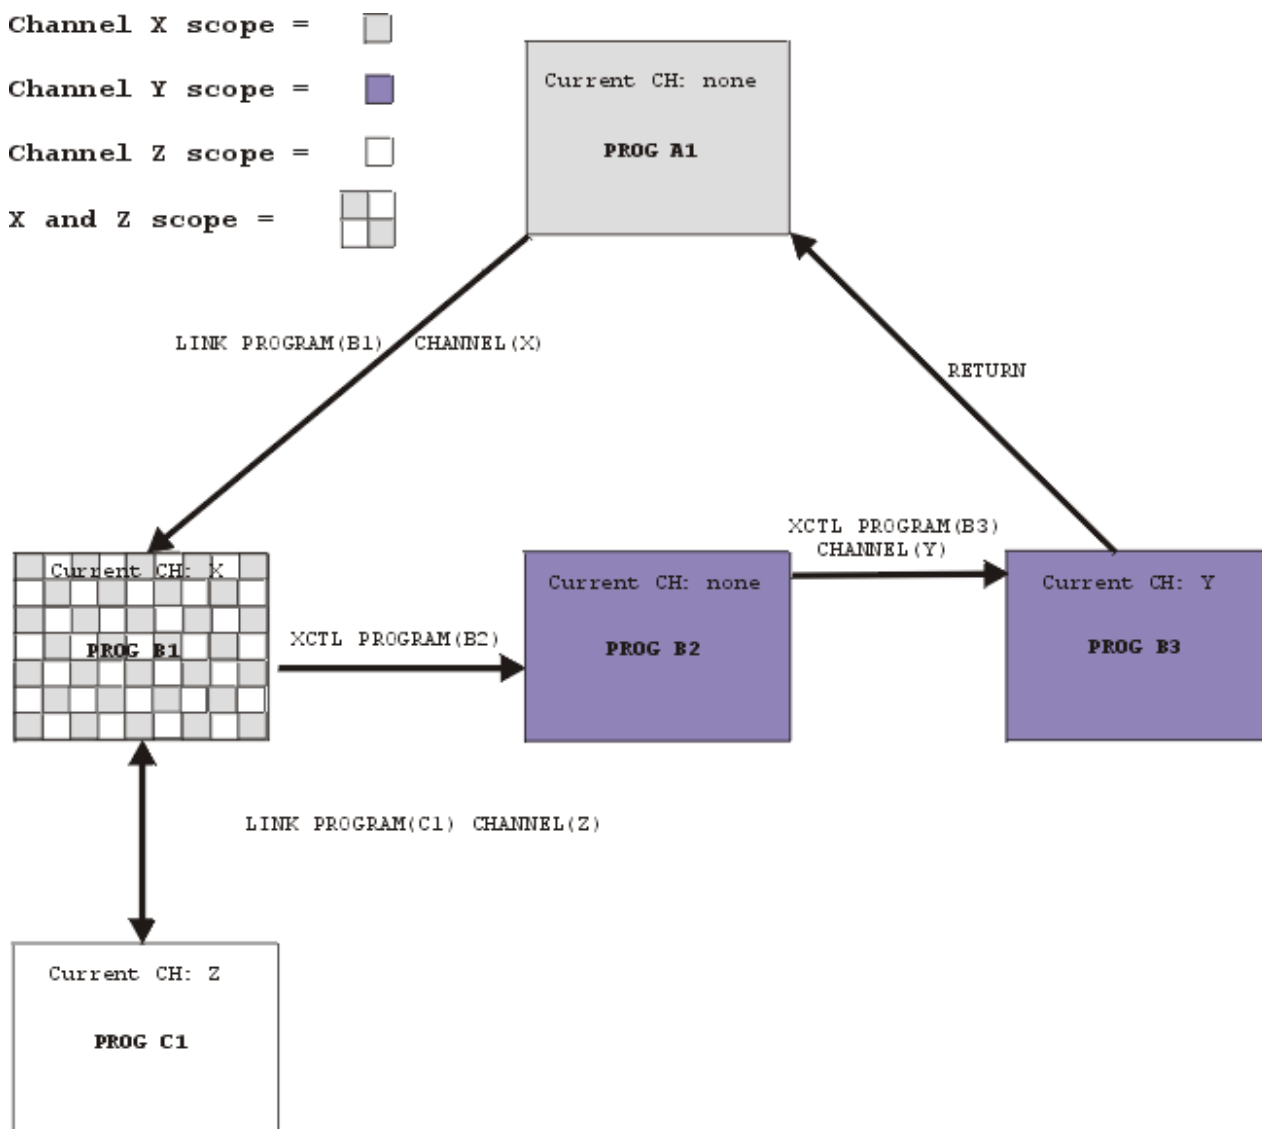 Channel X scope =
Channel Y scope =
Channel Z scope =
X and Z scope =
Current CH: none
PROG A1
LINK PROGRAM(B1) CHANNEL(X)
RETURN
Current CH: X
PROG B1
XCTL PROGRAM(B2)
Current CH: none
PROG B2
XCTL PROGRAM(B3)
CHANNEL(Y)
Current CH: Y
PROG B3
LINK PROGRAM(C1) CHANNEL(Z)
Current CH: Z
PROG C1